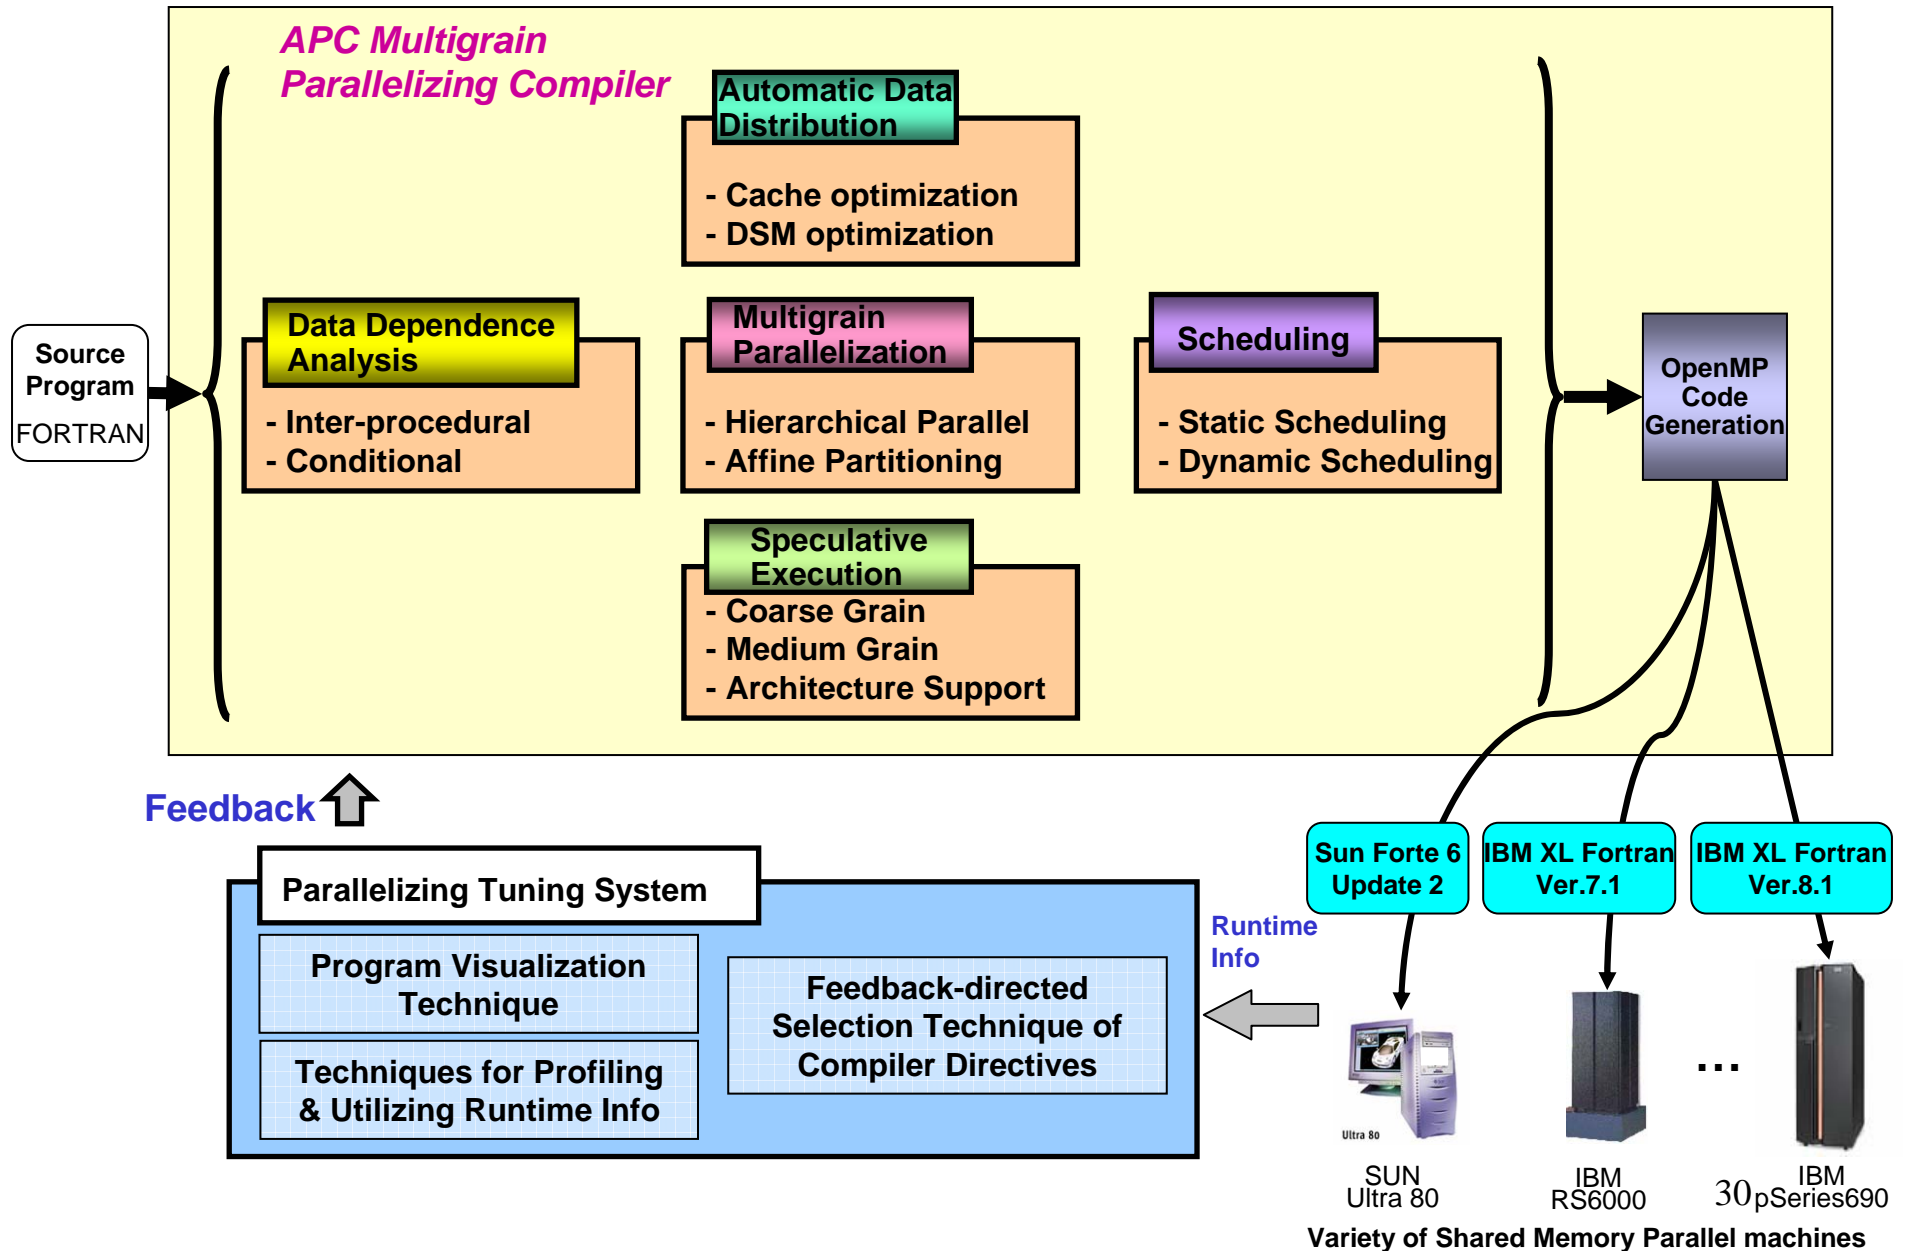 APC Multigrain
Parallelizing Compiler
Automatic Data
Distribution
- Cache optimization
- DSM optimization
Source
Program
FORTRAN
Data Dependence
Analysis
- Inter-procedural
- Conditional
Multigrain
Parallelization
- Hierarchical Parallel
- Affine Partitioning
Scheduling
- Static Scheduling
- Dynamic Scheduling
OpenMP
Code
Generation
Speculative
Execution
- Coarse Grain
- Medium Grain
- Architecture Support
Feedback
Sun Forte 6
Update 2
IBM XL Fortran
Ver.7.1
IBM XL Fortran
Ver.8.1
Parallelizing Tuning System
Program Visualization
Technique
Techniques for Profiling
& Utilizing Runtime Info
Feedback-directed
Selection Technique of
Compiler Directives
Runtime
Info
...
Ultra 80
SUN
Ultra 80
IBM
RS6000
IBM
pSeries690
30
Variety of Shared Memory Parallel machines